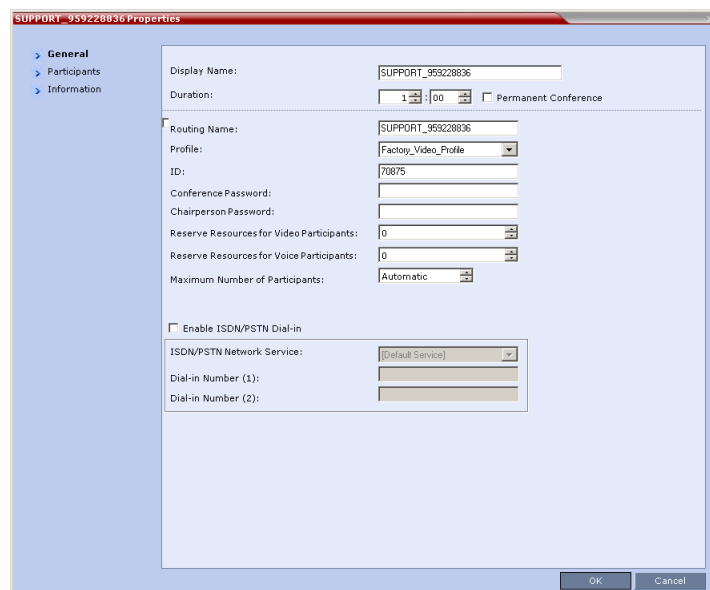 SUPPORT_959228836 Properties
General
Participants
Information
Display Name: SUPPORT_959228836
Duration: 1 : 00 Permanent Conference
Routing Name: SUPPORT_959228836
Profile: Factory_Video_Profile
ID: 70875
Conference Password:
Chairperson Password:
Reserve Resources for Video Participants: 0
Reserve Resources for Voice Participants: 0
Maximum Number of Participants: Automatic
Enable ISDN/PSTN Dial-in
ISDN/PSTN Network Service: [Default Service]
Dial-in Number (1):
Dial-in Number (2):
OK Cancel